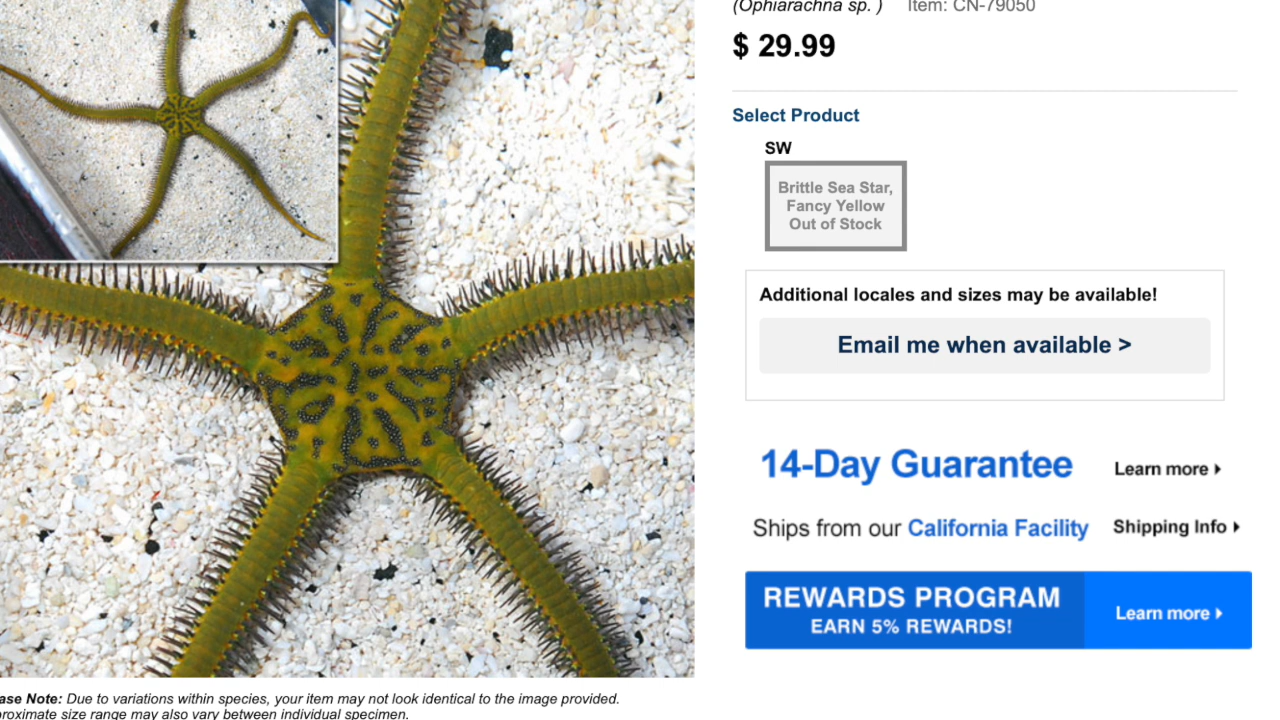 (Ophiarachna sp. ) Item: CN-79050
$ 29.99
Select Product
SW
Brittle Sea Star,
Fancy Yellow
Out of Stock
Additional locales and sizes may be available!
Email me when available >
14-Day Guarantee Learn more
Ships from our California Facility Shipping Info
REWARDS PROGRAM
EARN 5% REWARDS!
Learn more
ase Note: Due to variations within species, your item may not look identical to the image provided.
proximate size range may also vary between individual specimen.